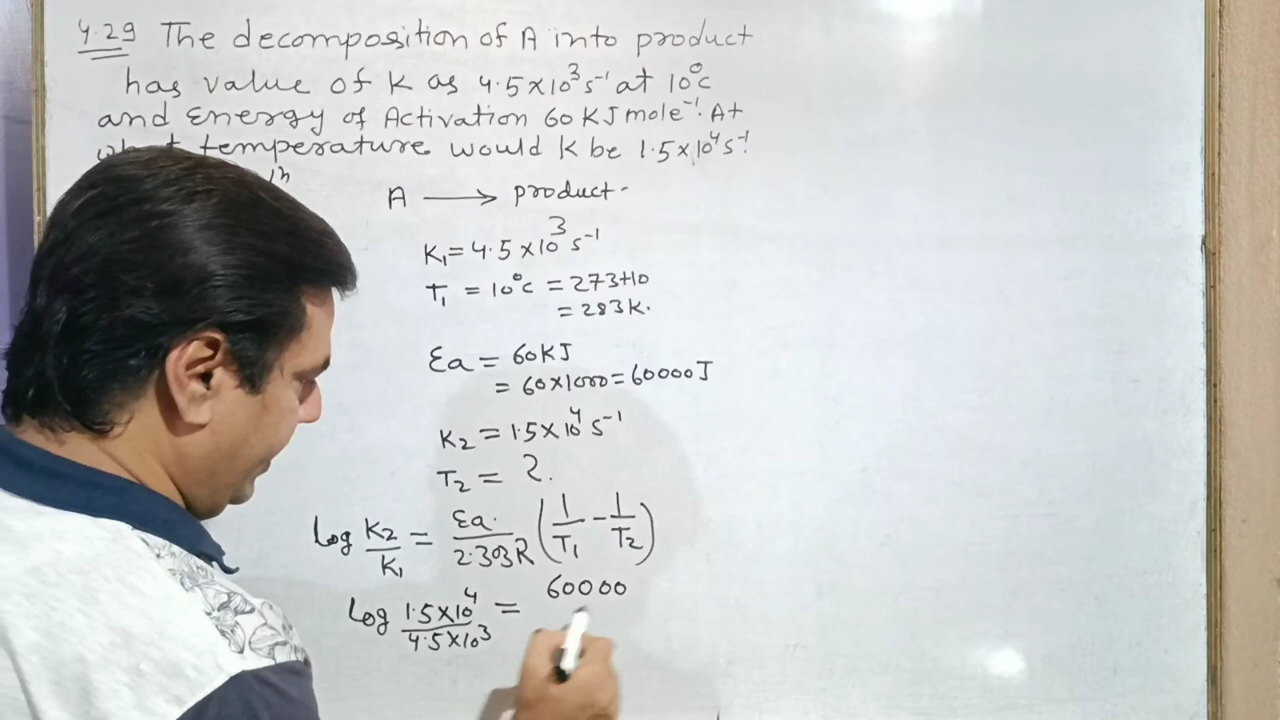 4.29 The decomposition of A into product
has value of K as 4.5×10³s⁻¹ at 10°c
and energy of Activation 60 KJ mole⁻¹. At
temperature would K be 1.5×10⁴s⁻¹.
A ⟶ product.
K₁ = 4.5×10³ s⁻¹
T₁ = 10°c = 273+10
= 283K.
Ea = 60KJ
= 60×1000 = 60000J
K₂ = 1.5×10⁴ s⁻¹
T₂ = ?.
log K₂/K₁ = Ea./2.303R (1/T₁ - 1/T₂)
log 1.5×10⁴/4.5×10³ = 60000